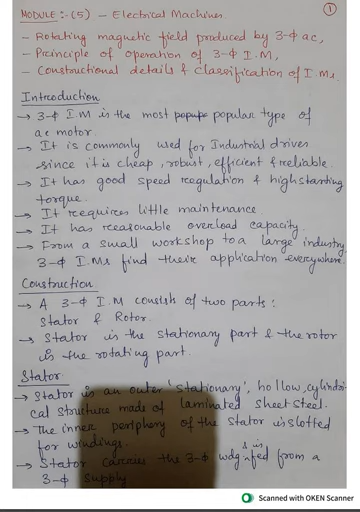 MODULE:-(5) - Electrical Machines.
1
- Rotating magnetic field produced by 3-ϕ ac,
- Principle of operation of 3-ϕ I.M,
- Constructional details & Classification of I Ms.
Introduction
→ 3-ϕ I.M is the most popular type of
ac motor.
→ It is commonly used for Industrial drives
since it is cheap, robust, efficient & reliable.
→ It has good speed regulation & high starting
torque.
→ It requires little maintenance.
→ It has reasonable overload capacity.
→ From a small workshop to a large industry
3-ϕ I.Ms find their application everywhere.
Construction
→ A 3-ϕ I.M consists of two parts:
Stator & Rotor.
→ Stator is the stationary part & the rotor
is the rotating part.
Stator
→ Stator is an outer 'stationary', hollow, cylindri-
cal structure made of laminated sheet steel.
→ The inner periphery of the stator is slotted
for windings.
→ Stator carries the 3-ϕ wdg & is fed from a
3-ϕ supply
Scanned with OKEN Scanner